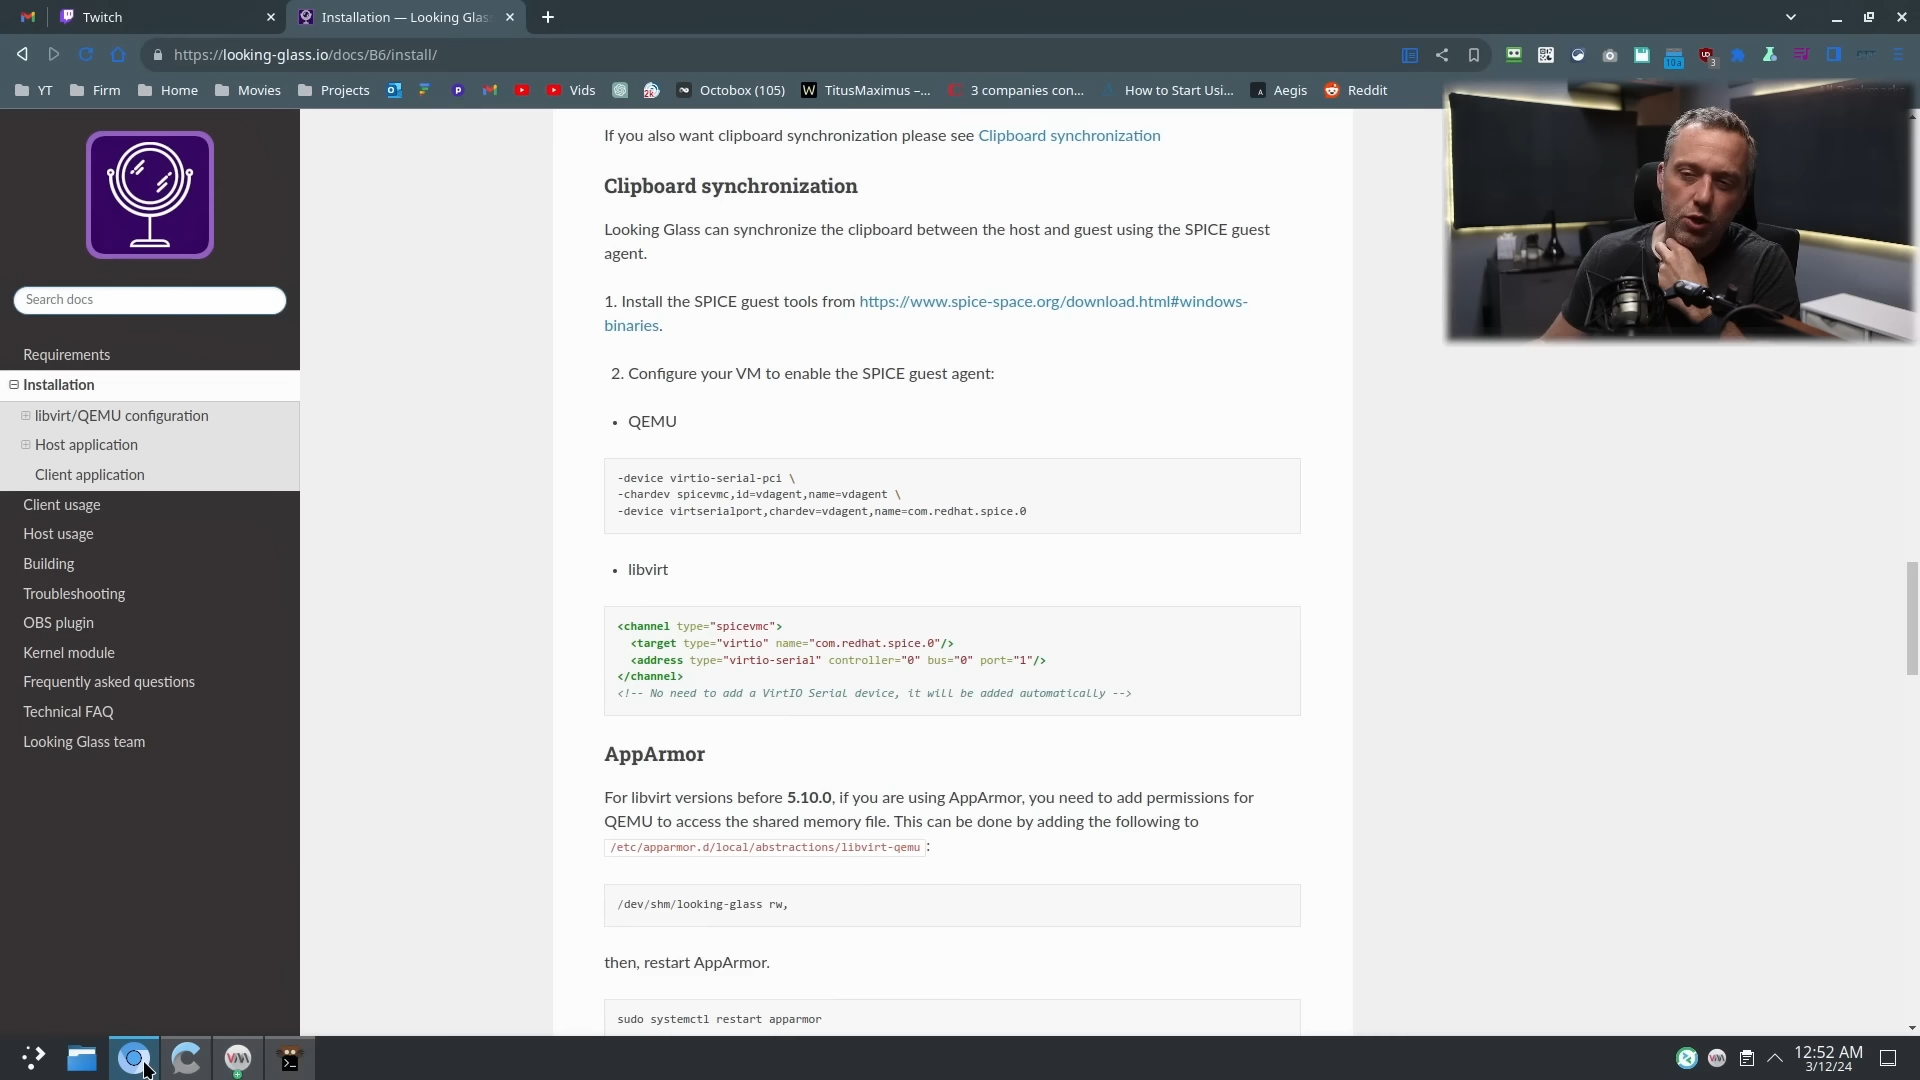 Twitch
Installation — Looking Glas
https://looking-glass.io/docs/B6/install/
10a
3
YT
Firm
Home
Movies
Projects
Vids
Octobox (105)
TitusMaximus –...
3 companies con...
How to Start Usi...
Aegis
Reddit
Search docs
Requirements
Installation
libvirt/QEMU configuration
Host application
Client application
Client usage
Host usage
Building
Troubleshooting
OBS plugin
Kernel module
Frequently asked questions
Technical FAQ
Looking Glass team
If you also want clipboard synchronization please see Clipboard synchronization
Clipboard synchronization
Looking Glass can synchronize the clipboard between the host and guest using the SPICE guest
agent.
1. Install the SPICE guest tools from https://www.spice-space.org/download.html#windows-
binaries.
2. Configure your VM to enable the SPICE guest agent:
• QEMU
-device virtio-serial-pci \
-chardev spicevmc,id=vdagent,name=vdagent \
-device virtserialport,chardev=vdagent,name=com.redhat.spice.0
• libvirt
<channel type="spicevmc">
<target type="virtio" name="com.redhat.spice.0"/>
<address type="virtio-serial" controller="0" bus="0" port="1"/>
</channel>
<!-- No need to add a VirtIO Serial device, it will be added automatically -->
AppArmor
For libvirt versions before 5.10.0, if you are using AppArmor, you need to add permissions for
QEMU to access the shared memory file. This can be done by adding the following to
/etc/apparmor.d/local/abstractions/libvirt-qemu:
/dev/shm/looking-glass rw,
then, restart AppArmor.
sudo systemctl restart apparmor
12:52 AM
3/12/24